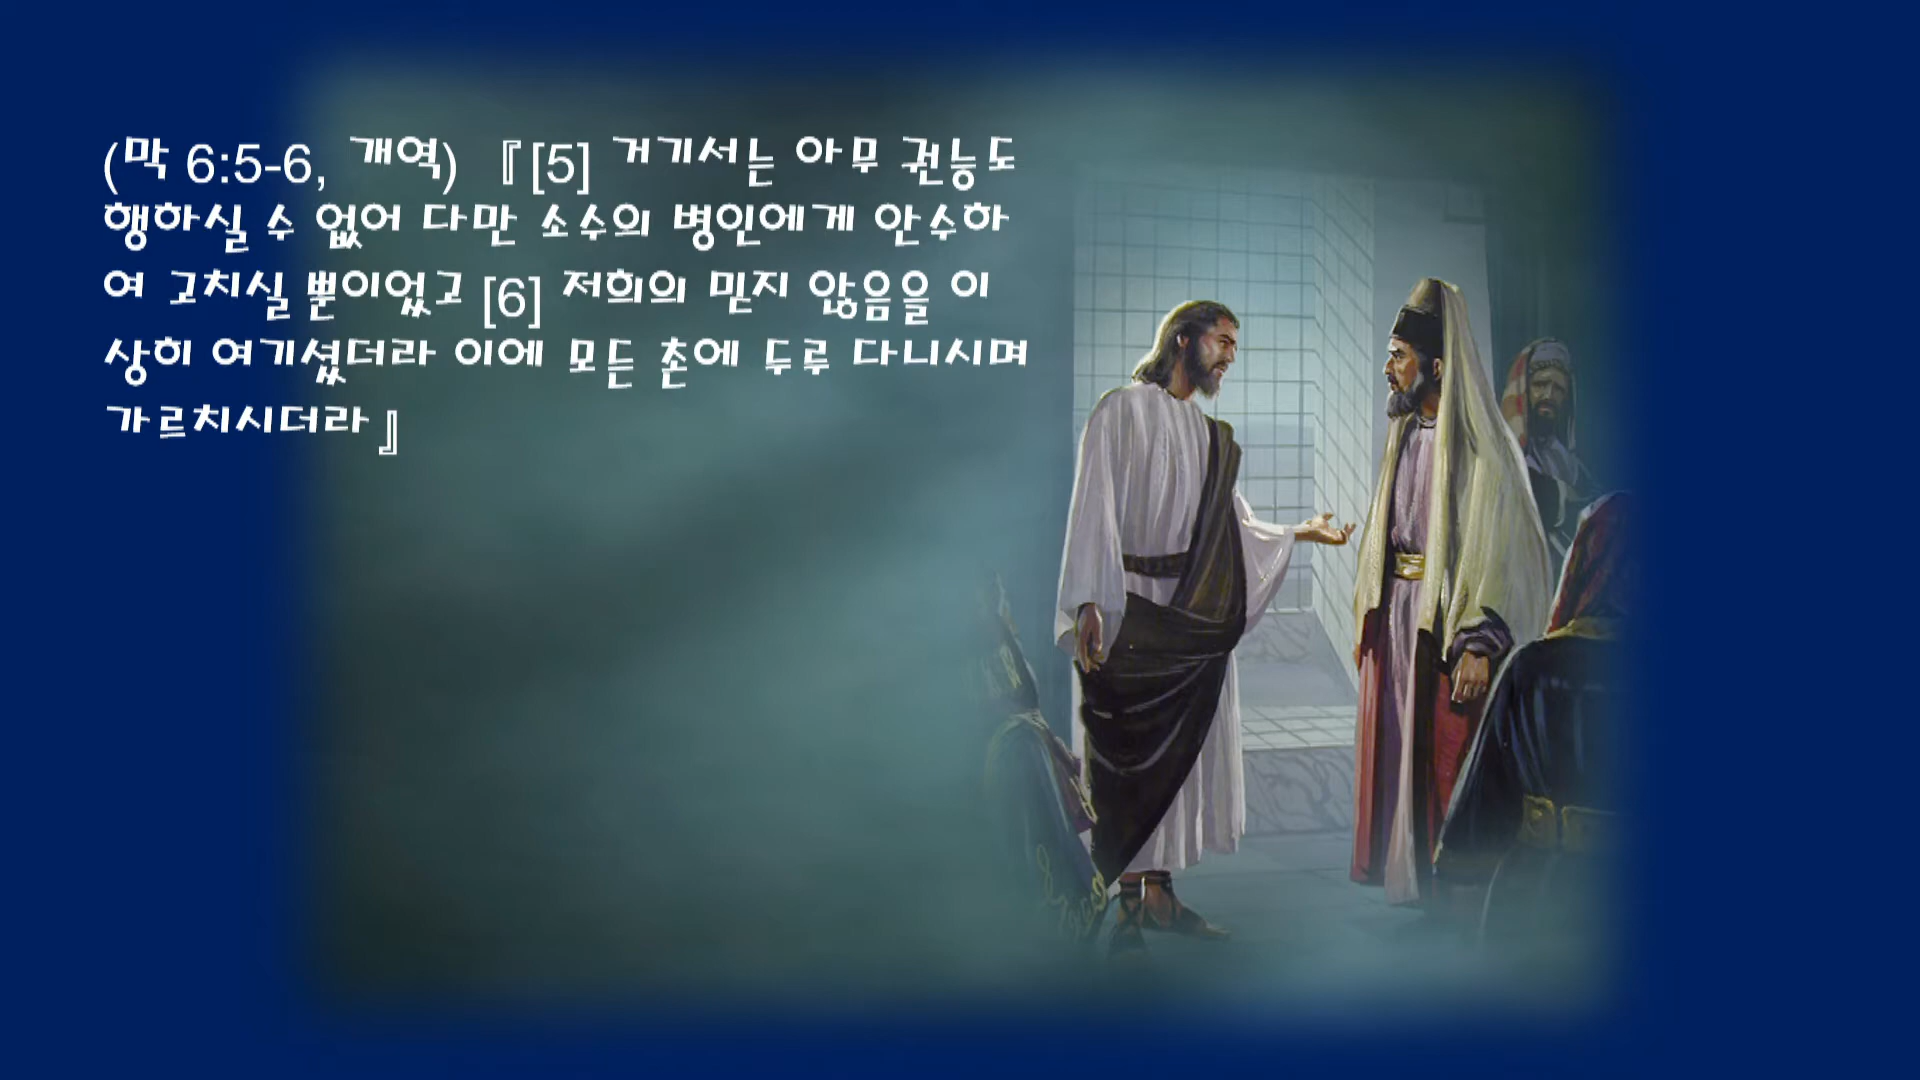 (막 6:5-6, 개역) 『[5] 거기서는 아무 권능도
행하실 수 없어 다만 소수의 병인에게 안수하
여 고치실 뿐이었고 [6] 저희의 믿지 않음을 이
상히 여기셨더라 이에 모든 촌에 두루 다니시며
가르치시더라』